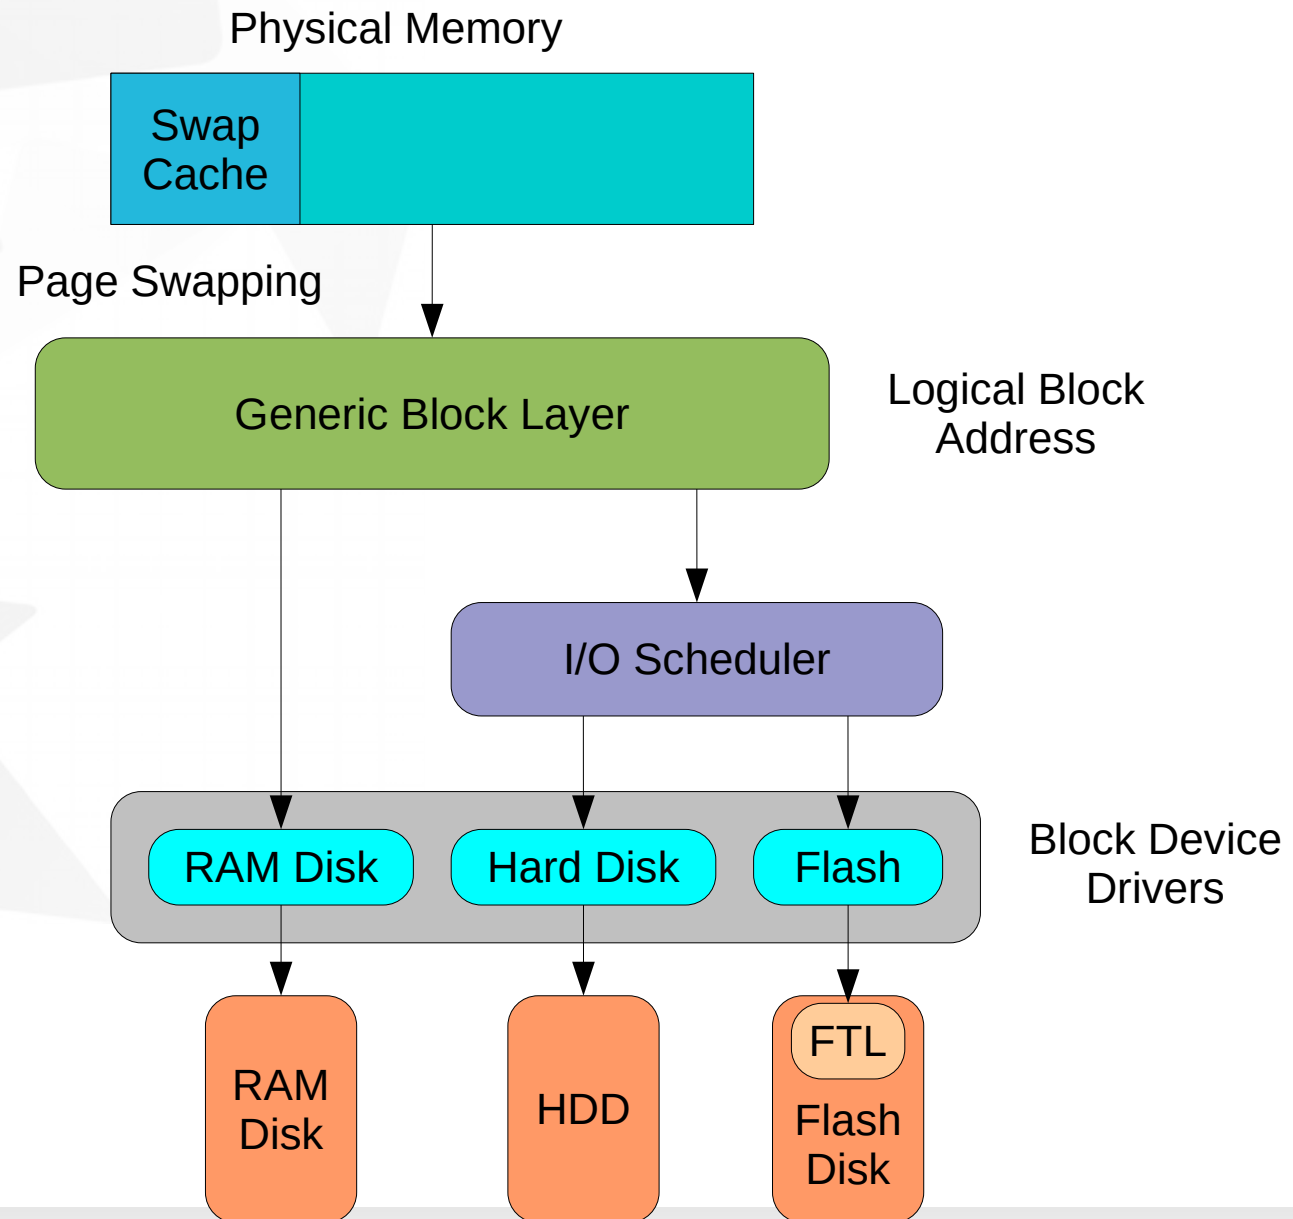 Physical Memory
Swap
Cache
Page Swapping
Generic Block Layer
Logical Block
Address
I/O Scheduler
RAM Disk
Hard Disk
Flash
Block Device
Drivers
RAM
Disk
HDD
FTL
Flash
Disk